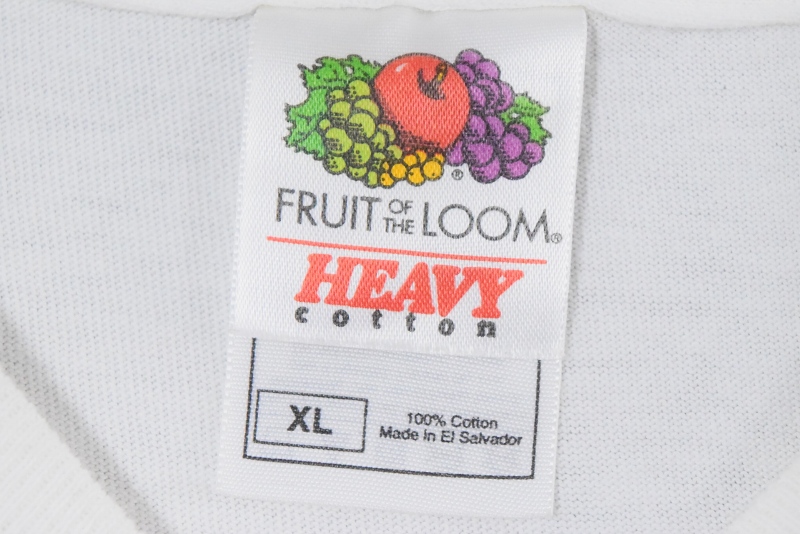 ®
FRUIT OF THE LOOM®
HEAVY
cotton
XL
100% Cotton
Made in El Salvador